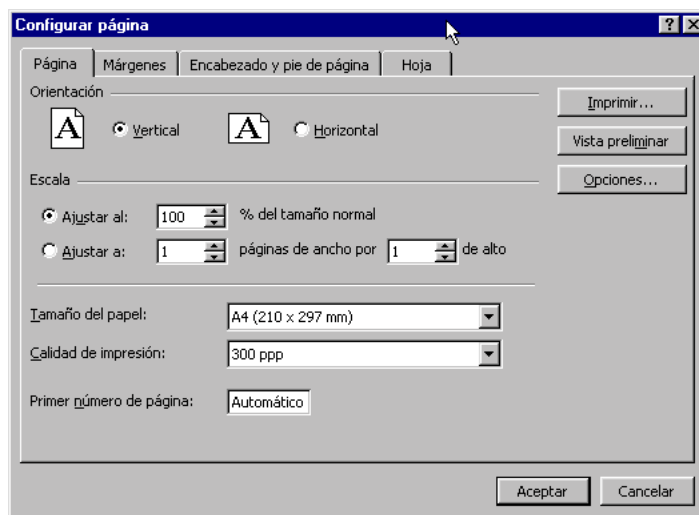 Configurar página
Página Márgenes Encabezado y pie de página Hoja
Orientación
Imprimir...
A Vertical A Horizontal
Vista preliminar
Escala
Opciones...
Ajustar al: 100 % del tamaño normal
Ajustar a: 1 páginas de ancho por 1 de alto
Tamaño del papel: A4 (210 x 297 mm)
Calidad de impresión: 300 ppp
Primer número de página: Automático
Aceptar Cancelar